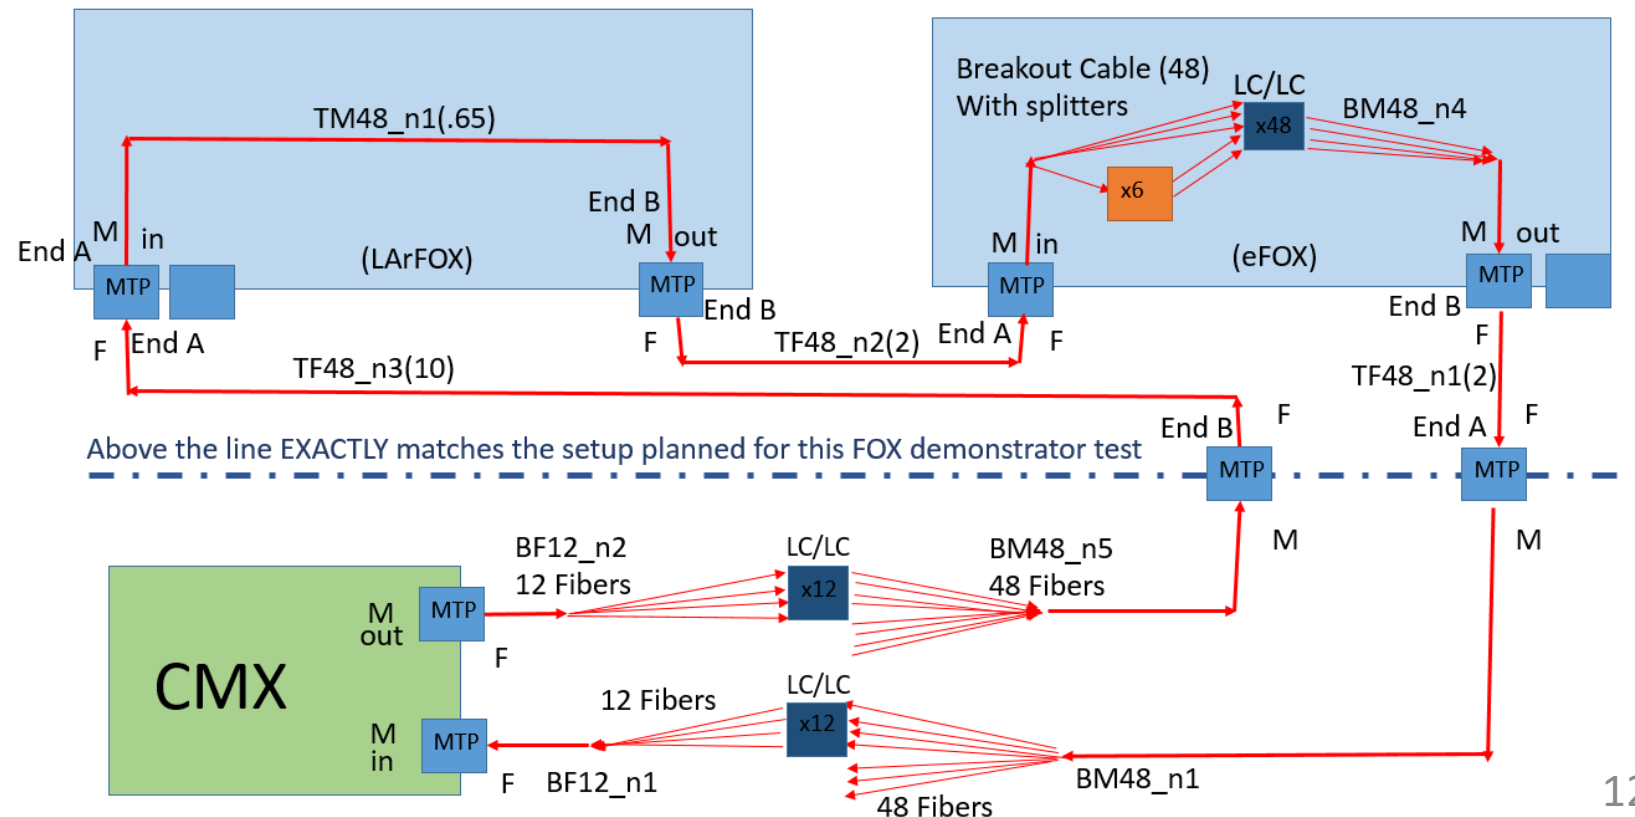 TM48_n1(.65)
End B
M
out
End A
M
in
(LArFOX)
MTP
MTP
End B
F
End A
F
TF48_n2(2)
End A
F
TF48_n3(10)
Breakout Cable (48)
With splitters
LC/LC
x48
BM48_n4
x6
M
in
(eFOX)
M
out
MTP
MTP
End B
F
TF48_n1(2)
F
End B
End A
F
Above the line EXACTLY matches the setup planned for this FOX demonstrator test
MTP
MTP
M
M
BF12_n2
12 Fibers
LC/LC
x12
BM48_n5
48 Fibers
M
out
MTP
F
CMX
12 Fibers
LC/LC
x12
M
in
MTP
F
BF12_n1
BM48_n1
48 Fibers